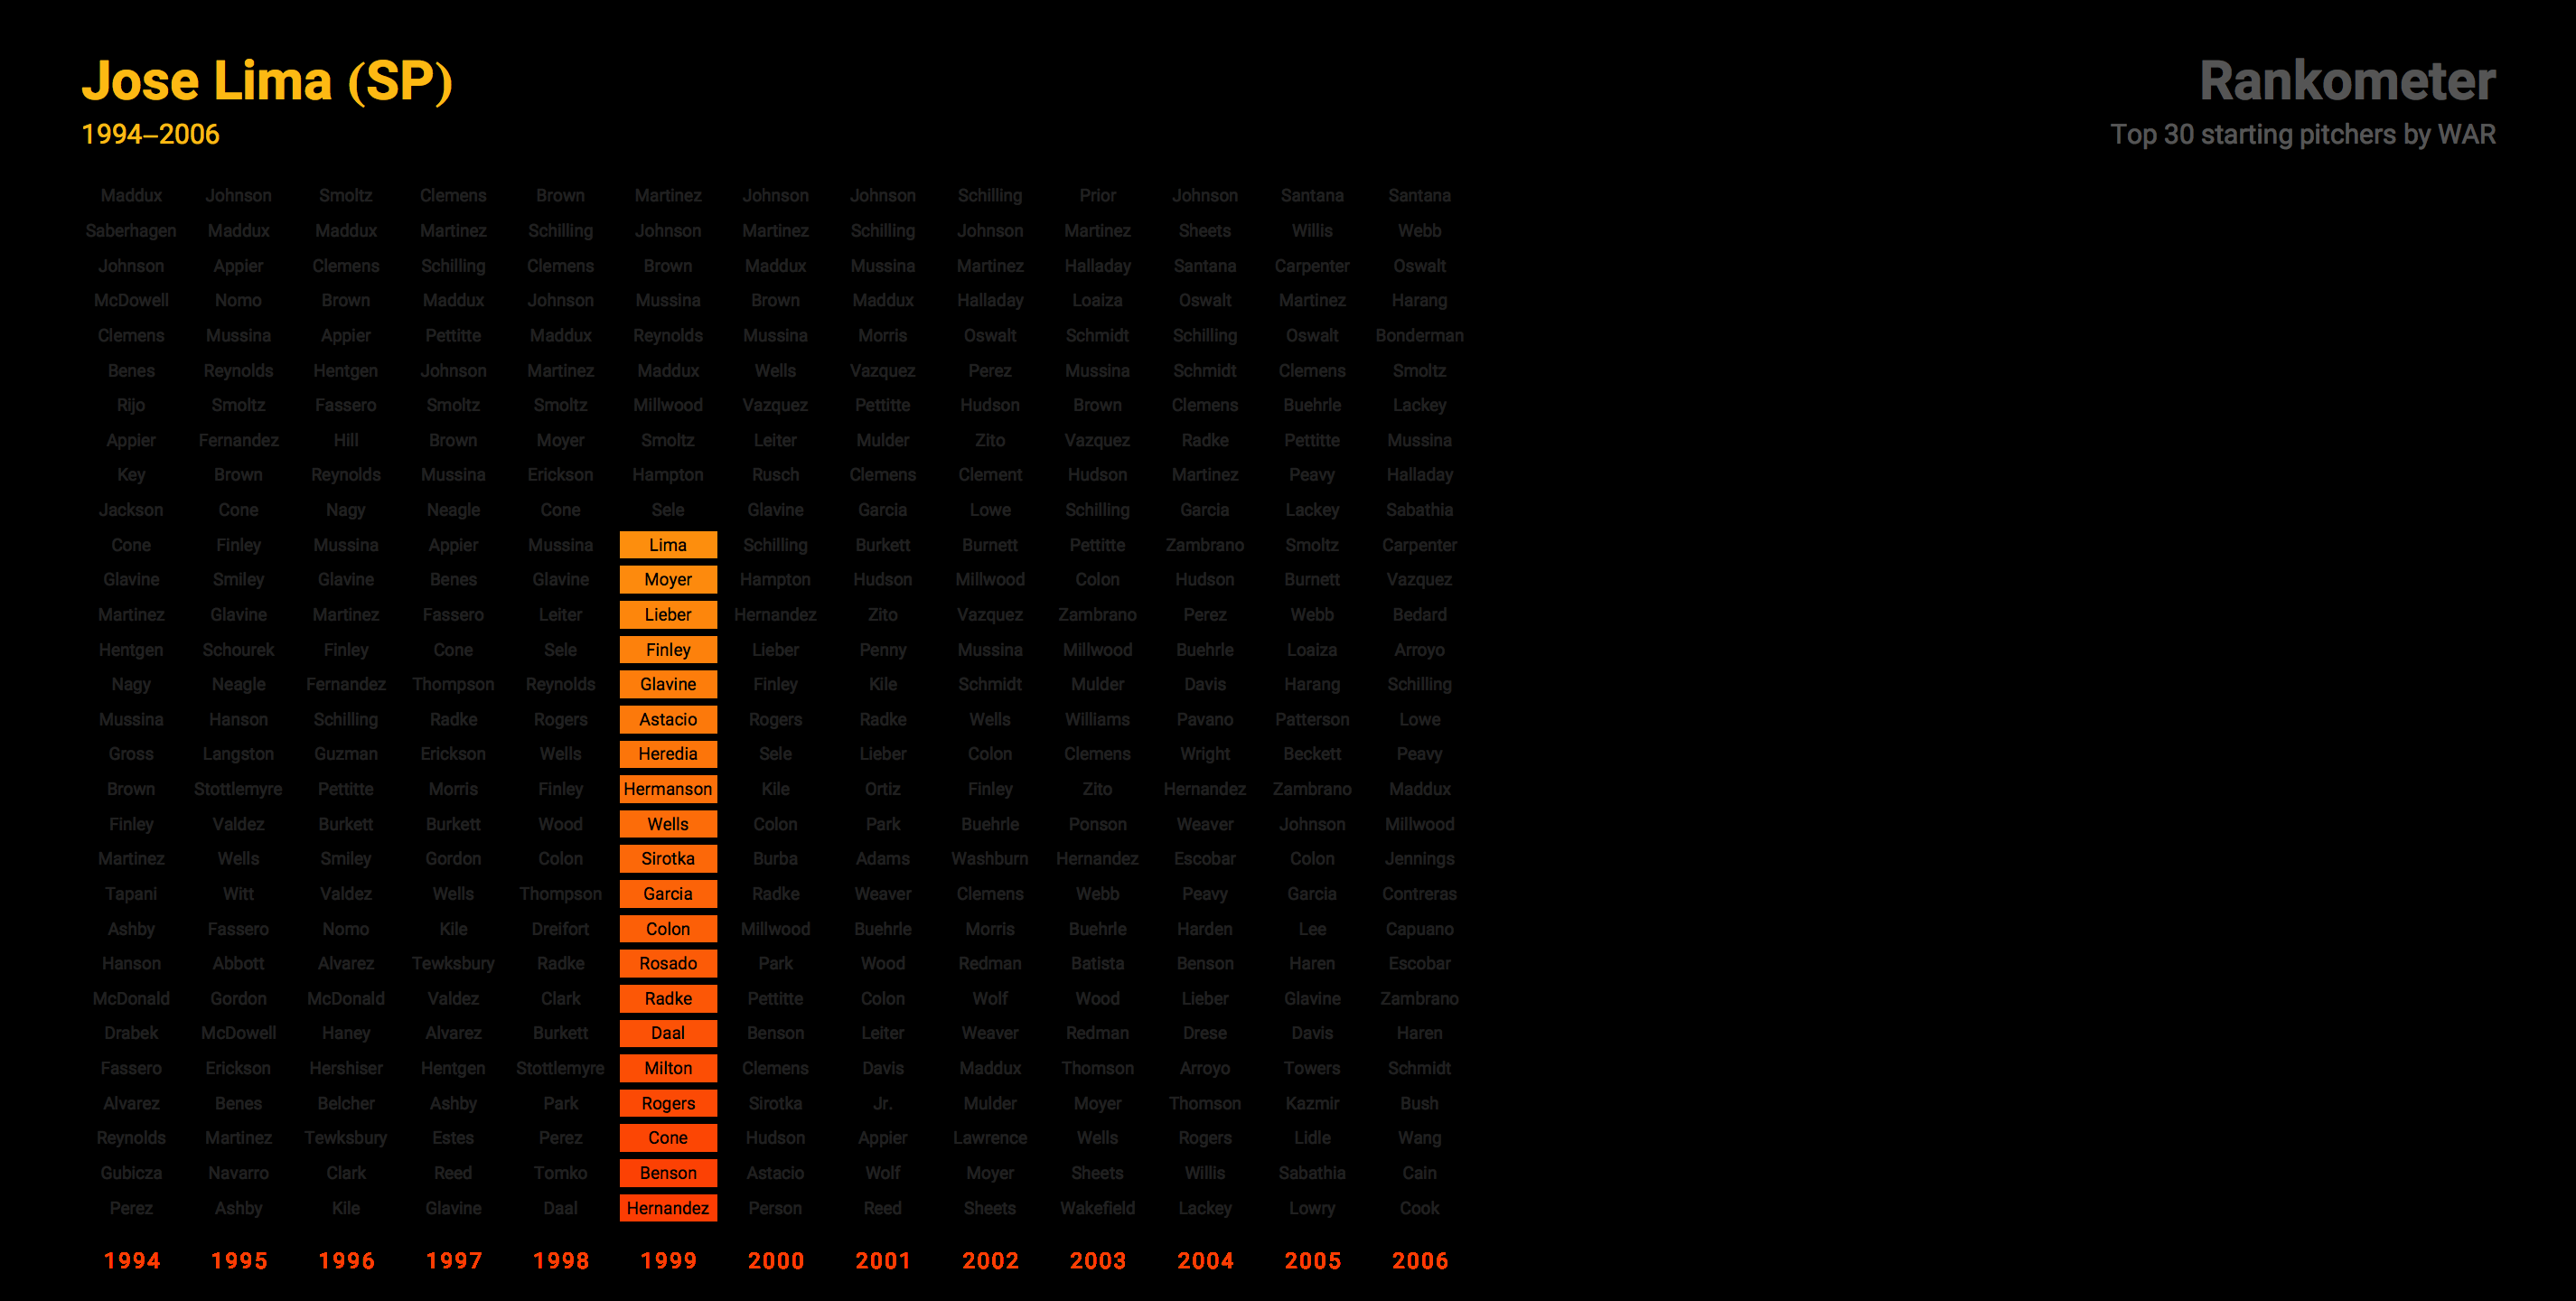 Jose Lima (SP)
1994–2006
Rankometer
Top 30 starting pitchers by WAR
Maddux Johnson Smoltz Clemens Brown Martinez Johnson Johnson Schilling Prior Johnson Santana Santana
Saberhagen Maddux Maddux Martinez Schilling Johnson Martinez Schilling Johnson Martinez Sheets Willis Webb
Johnson Appier Clemens Schilling Clemens Brown Maddux Mussina Martinez Halladay Santana Carpenter Oswalt
McDowell Nomo Brown Maddux Johnson Mussina Brown Maddux Halladay Loaiza Oswalt Martinez Harang
Clemens Mussina Appier Pettitte Maddux Reynolds Mussina Morris Oswalt Schmidt Schilling Oswalt Bonderman
Benes Reynolds Hentgen Johnson Martinez Maddux Wells Vazquez Perez Mussina Schmidt Clemens Smoltz
Rijo Smoltz Fassero Smoltz Smoltz Millwood Vazquez Pettitte Hudson Brown Clemens Buehrle Lackey
Appier Fernandez Hill Brown Moyer Smoltz Leiter Mulder Zito Vazquez Radke Pettitte Mussina
Key Brown Reynolds Mussina Erickson Hampton Rusch Clemens Clement Hudson Martinez Peavy Halladay
Jackson Cone Nagy Neagle Cone Sele Glavine Garcia Lowe Schilling Garcia Lackey Sabathia
Cone Finley Mussina Appier Mussina Lima Schilling Burkett Burnett Pettitte Zambrano Smoltz Carpenter
Glavine Smiley Glavine Benes Glavine Moyer Hampton Hudson Millwood Colon Hudson Burnett Vazquez
Martinez Glavine Martinez Fassero Leiter Lieber Hernandez Zito Vazquez Zambrano Perez Webb Bedard
Hentgen Schourek Finley Cone Sele Finley Lieber Penny Mussina Millwood Buehrle Loaiza Arroyo
Nagy Neagle Fernandez Thompson Reynolds Glavine Finley Kile Schmidt Mulder Davis Harang Schilling
Mussina Hanson Schilling Radke Rogers Astacio Rogers Radke Wells Williams Pavano Patterson Lowe
Gross Langston Guzman Erickson Wells Heredia Sele Lieber Colon Clemens Wright Beckett Peavy
Brown Stottlemyre Pettitte Morris Finley Hermanson Kile Ortiz Finley Zito Hernandez Zambrano Maddux
Finley Valdez Burkett Burkett Wood Wells Colon Park Buehrle Ponson Weaver Johnson Millwood
Martinez Wells Smiley Gordon Colon Sirotka Burba Adams Washburn Hernandez Escobar Colon Jennings
Tapani Witt Valdez Wells Thompson Garcia Radke Weaver Clemens Webb Peavy Garcia Contreras
Ashby Fassero Nomo Kile Dreifort Colon Millwood Buehrle Morris Buehrle Harden Lee Capuano
Hanson Abbott Alvarez Tewksbury Radke Rosado Park Wood Redman Batista Benson Haren Escobar
McDonald Gordon McDonald Valdez Clark Radke Pettitte Colon Wolf Wood Lieber Glavine Zambrano
Drabek McDowell Haney Alvarez Burkett Daal Benson Leiter Weaver Redman Drese Davis Haren
Fassero Erickson Hershiser Hentgen Stottlemyre Milton Clemens Davis Maddux Thomson Arroyo Towers Schmidt
Alvarez Benes Belcher Ashby Park Rogers Sirotka Jr. Mulder Moyer Thomson Kazmir Bush
Reynolds Martinez Tewksbury Estes Perez Cone Hudson Appier Lawrence Wells Rogers Lidle Wang
Gubicza Navarro Clark Reed Tomko Benson Astacio Wolf Moyer Sheets Willis Sabathia Cain
Perez Ashby Kile Glavine Daal Hernandez Person Reed Sheets Wakefield Lackey Lowry Cook
1994 1995 1996 1997 1998 1999 2000 2001 2002 2003 2004 2005 2006